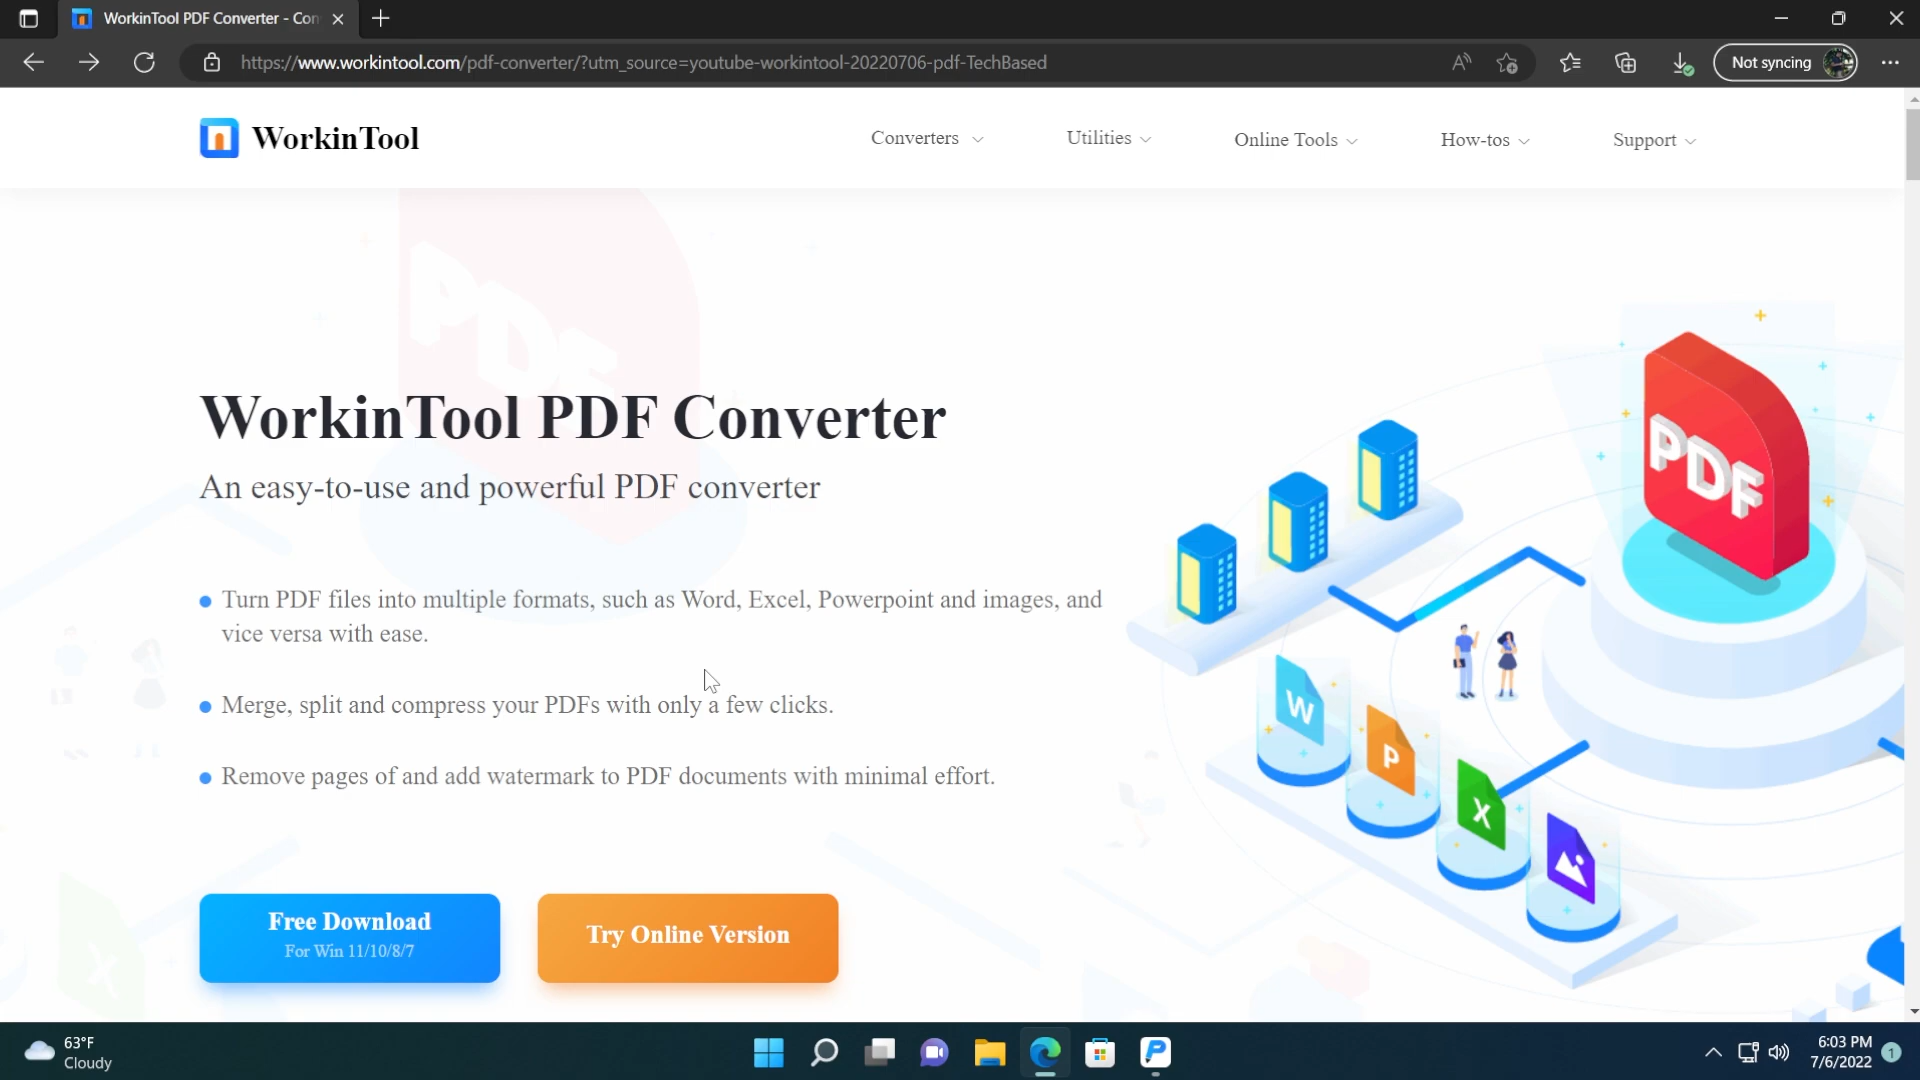 WorkinTool PDF Converter - Con
https://www.workintool.com/pdf-converter/?utm_source=youtube-workintool-20220706-pdf-TechBased
Not syncing
WorkinTool
Converters
Utilities
Online Tools
How-tos
Support
PDF
WorkinTool PDF Converter
An easy-to-use and powerful PDF converter
Turn PDF files into multiple formats, such as Word, Excel, Powerpoint and images, and
vice versa with ease.
Merge, split and compress your PDFs with only a few clicks.
Remove pages of and add watermark to PDF documents with minimal effort.
PDF
W
P
X
X
Free Download
For Win 11/10/8/7
Try Online Version
63°F
Cloudy
6:03 PM
7/6/2022
1